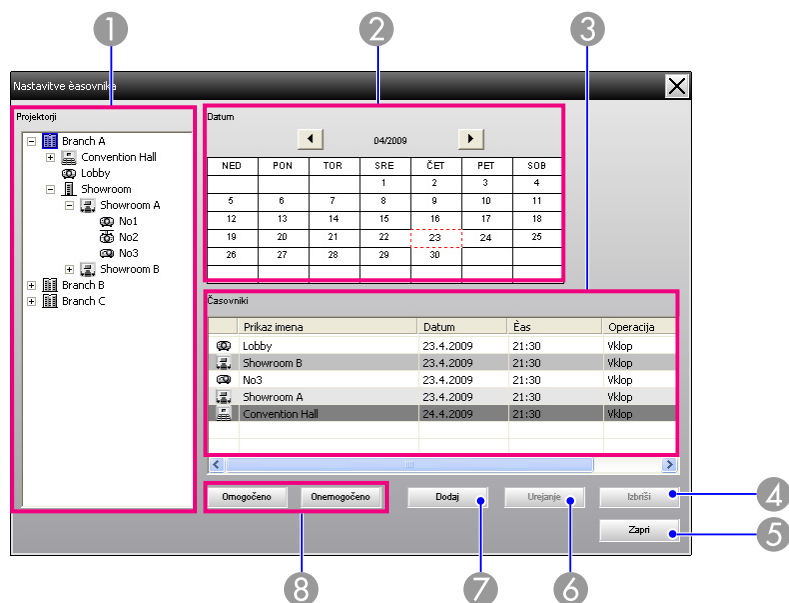 1
2
3
Nastavitve èasovnika
Projektorji
Branch A
Convention Hall
Lobby
Showroom
Showroom A
No1
No2
No3
Showroom B
Branch B
Branch C
Datum
04/2009
NED PON TOR SRE ČET PET SOB
1 2 3 4
5 6 7 8 9 10 11
12 13 14 15 16 17 18
19 20 21 22 23 24 25
26 27 28 29 30
Časovniki
Prikaz imena Datum Èas Operacija
Lobby 23.4.2009 21:30 Vklop
Showroom B 23.4.2009 21:30 Vklop
No3 23.4.2009 21:30 Vklop
Showroom A 23.4.2009 21:30 Vklop
Convention Hall 24.4.2009 21:30 Vklop
Omogočeno Onemogočeno Dodaj Urejanje Izbriši
4
Zapri
5
8
7
6